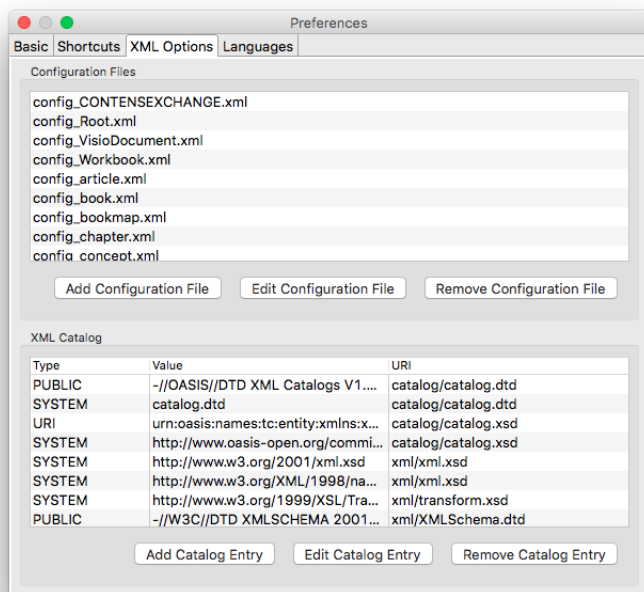 Preferences
Basic Shortcuts XML Options Languages
Configuration Files
config_CONTENSEXCHANGE.xml
config_Root.xml
config_VisioDocument.xml
config_Workbook.xml
config_article.xml
config_book.xml
config_bookmap.xml
config_chapter.xml
config_concept.xml
Add Configuration File Edit Configuration File Remove Configuration File
XML Catalog
Type Value URI
PUBLIC -//OASIS//DTD XML Catalogs V1.... catalog/catalog.dtd
SYSTEM catalog.dtd catalog/catalog.dtd
URI urn:oasis:names:tc:entity:xmlns:x... catalog/catalog.xsd
SYSTEM http://www.oasis-open.org/commi... catalog/catalog.xsd
SYSTEM http://www.w3.org/2001/xml.xsd xml/xml.xsd
SYSTEM http://www.w3.org/XML/1998/na... xml/xml.xsd
SYSTEM http://www.w3.org/1999/XSL/Tra... xml/transform.xsd
PUBLIC -//W3C//DTD XMLSCHEMA 2001... xml/XMLSchema.dtd
Add Catalog Entry Edit Catalog Entry Remove Catalog Entry